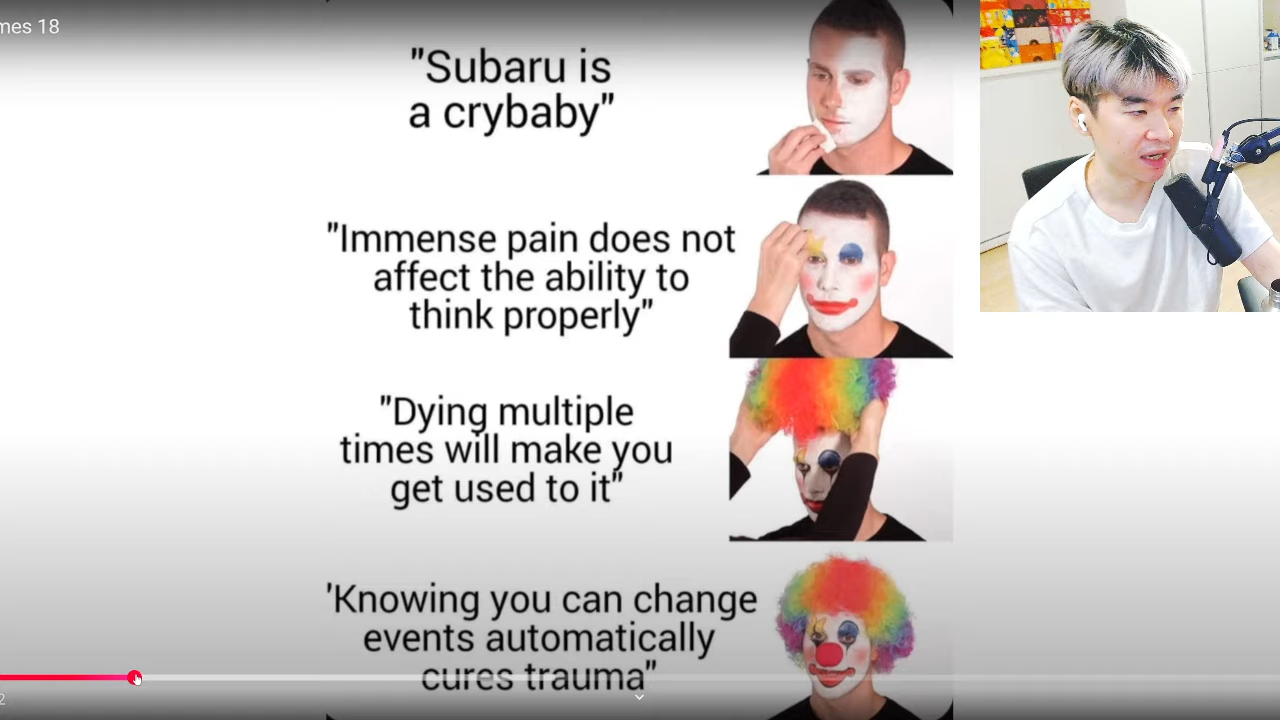 mes 18
"Subaru is
a crybaby"
"Immense pain does not
affect the ability to
think properly"
"Dying multiple
times will make you
get used to it"
'Knowing you can change
events automatically
cures trauma"
2